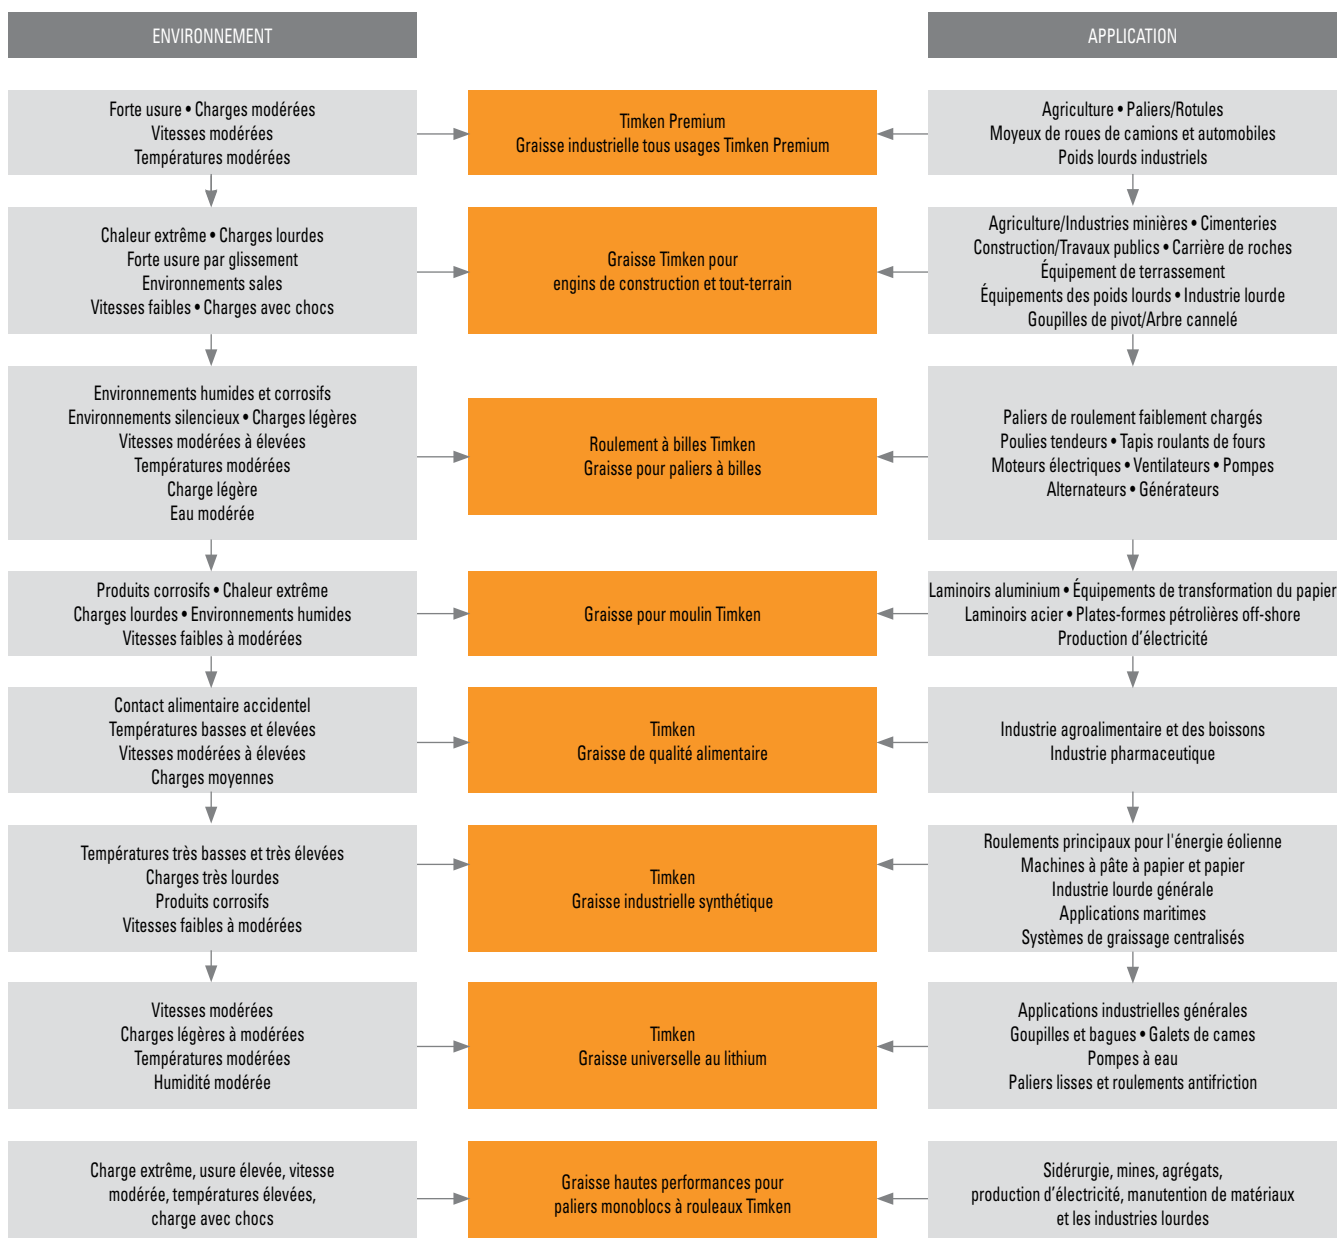 ENVIRONNEMENT
APPLICATION
Forte usure • Charges modérées
Vitesses modérées
Températures modérées
Timken Premium
Graisse industrielle tous usages Timken Premium
Agriculture • Paliers/Rotules
Moyeux de roues de camions et automobiles
Poids lourds industriels
Chaleur extrême • Charges lourdes
Forte usure par glissement
Environnements sales
Vitesses faibles • Charges avec chocs
Graisse Timken pour
engins de construction et tout-terrain
Agriculture/Industries minières • Cimenteries
Construction/Travaux publics • Carrière de roches
Équipement de terrassement
Équipements des poids lourds • Industrie lourde
Goupilles de pivot/Arbre cannelé
Environnements humides et corrosifs
Environnements silencieux • Charges légères
Vitesses modérées à élevées
Températures modérées
Charge légère
Eau modérée
Roulement à billes Timken
Graisse pour paliers à billes
Paliers de roulement faiblement chargés
Poulies tendeurs • Tapis roulants de fours
Moteurs électriques • Ventilateurs • Pompes
Alternateurs • Générateurs
Produits corrosifs • Chaleur extrême
Charges lourdes • Environnements humides
Vitesses faibles à modérées
Graisse pour moulin Timken
Laminoirs aluminium • Équipements de transformation du papier
Laminoirs acier • Plates-formes pétrolières off-shore
Production d’électricité
Contact alimentaire accidentel
Températures basses et élevées
Vitesses modérées à élevées
Charges moyennes
Timken
Graisse de qualité alimentaire
Industrie agroalimentaire et des boissons
Industrie pharmaceutique
Températures très basses et très élevées
Charges très lourdes
Produits corrosifs
Vitesses faibles à modérées
Timken
Graisse industrielle synthétique
Roulements principaux pour l'énergie éolienne
Machines à pâte à papier et papier
Industrie lourde générale
Applications maritimes
Systèmes de graissage centralisés
Vitesses modérées
Charges légères à modérées
Températures modérées
Humidité modérée
Timken
Graisse universelle au lithium
Applications industrielles générales
Goupilles et bagues • Galets de cames
Pompes à eau
Paliers lisses et roulements antifriction
Charge extrême, usure élevée, vitesse
modérée, températures élevées,
charge avec chocs
Graisse hautes performances pour
paliers monoblocs à rouleaux Timken
Sidérurgie, mines, agrégats,
production d’électricité, manutention de matériaux
et les industries lourdes